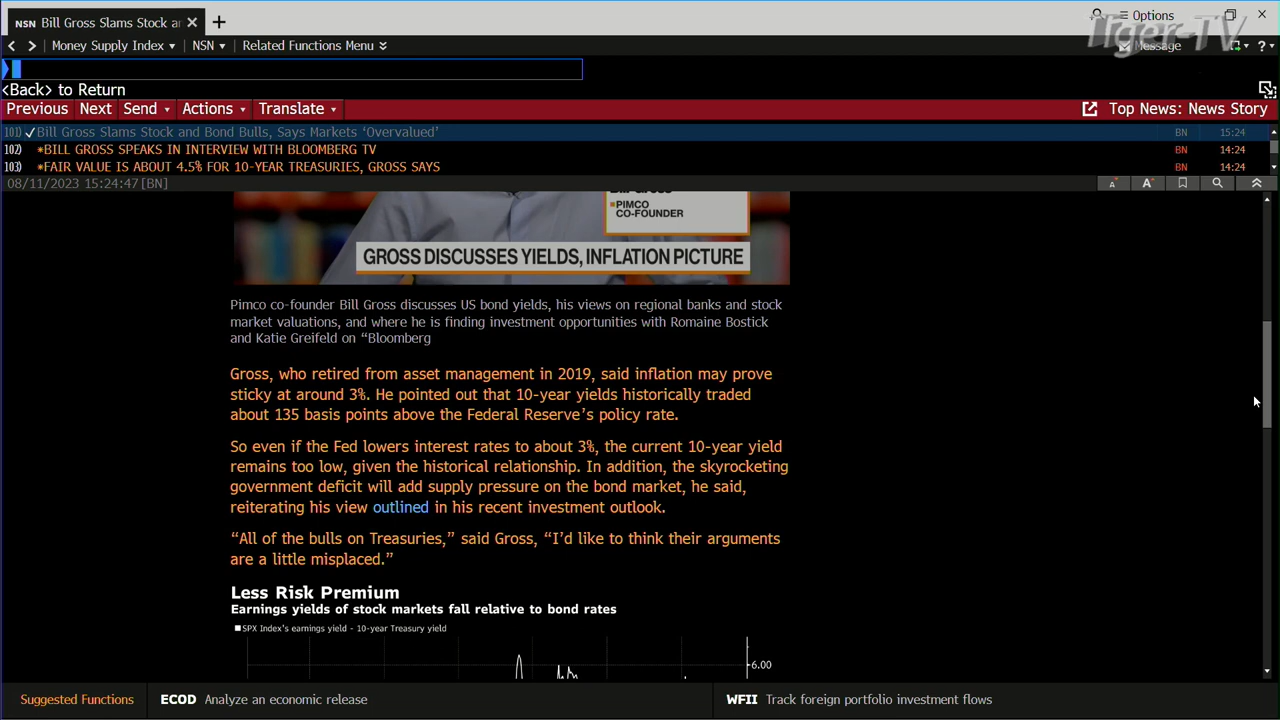 NSN Bill Gross Slams Stock
Options
Tiger-TV
Money Supply Index NSN Related Functions Menu
Message
?
<Back> to Return
Previous Next Send Actions Translate Top News: News Story
101) Bill Gross Slams Stock and Bond Bulls, Says Markets ‘Overvalued’ BN 15:24
102) *BILL GROSS SPEAKS IN INTERVIEW WITH BLOOMBERG TV BN 14:24
103) *FAIR VALUE IS ABOUT 4.5% FOR 10-YEAR TREASURIES, GROSS SAYS BN 14:24
08/11/2023 15:24:47 [BN] A A
PIMCO
CO-FOUNDER
GROSS DISCUSSES YIELDS, INFLATION PICTURE
Pimco co-founder Bill Gross discusses US bond yields, his views on regional banks and stock
market valuations, and where he is finding investment opportunities with Romaine Bostick
and Katie Greifeld on “Bloomberg
Gross, who retired from asset management in 2019, said inflation may prove
sticky at around 3%. He pointed out that 10-year yields historically traded
about 135 basis points above the Federal Reserve’s policy rate.
So even if the Fed lowers interest rates to about 3%, the current 10-year yield
remains too low, given the historical relationship. In addition, the skyrocketing
government deficit will add supply pressure on the bond market, he said,
reiterating his view outlined in his recent investment outlook.
“All of the bulls on Treasuries,” said Gross, “I’d like to think their arguments
are a little misplaced.”
Less Risk Premium
Earnings yields of stock markets fall relative to bond rates
SPX Index's earnings yield - 10-year Treasury yield
6.00
Suggested Functions ECOD Analyze an economic release WFII Track foreign portfolio investment flows